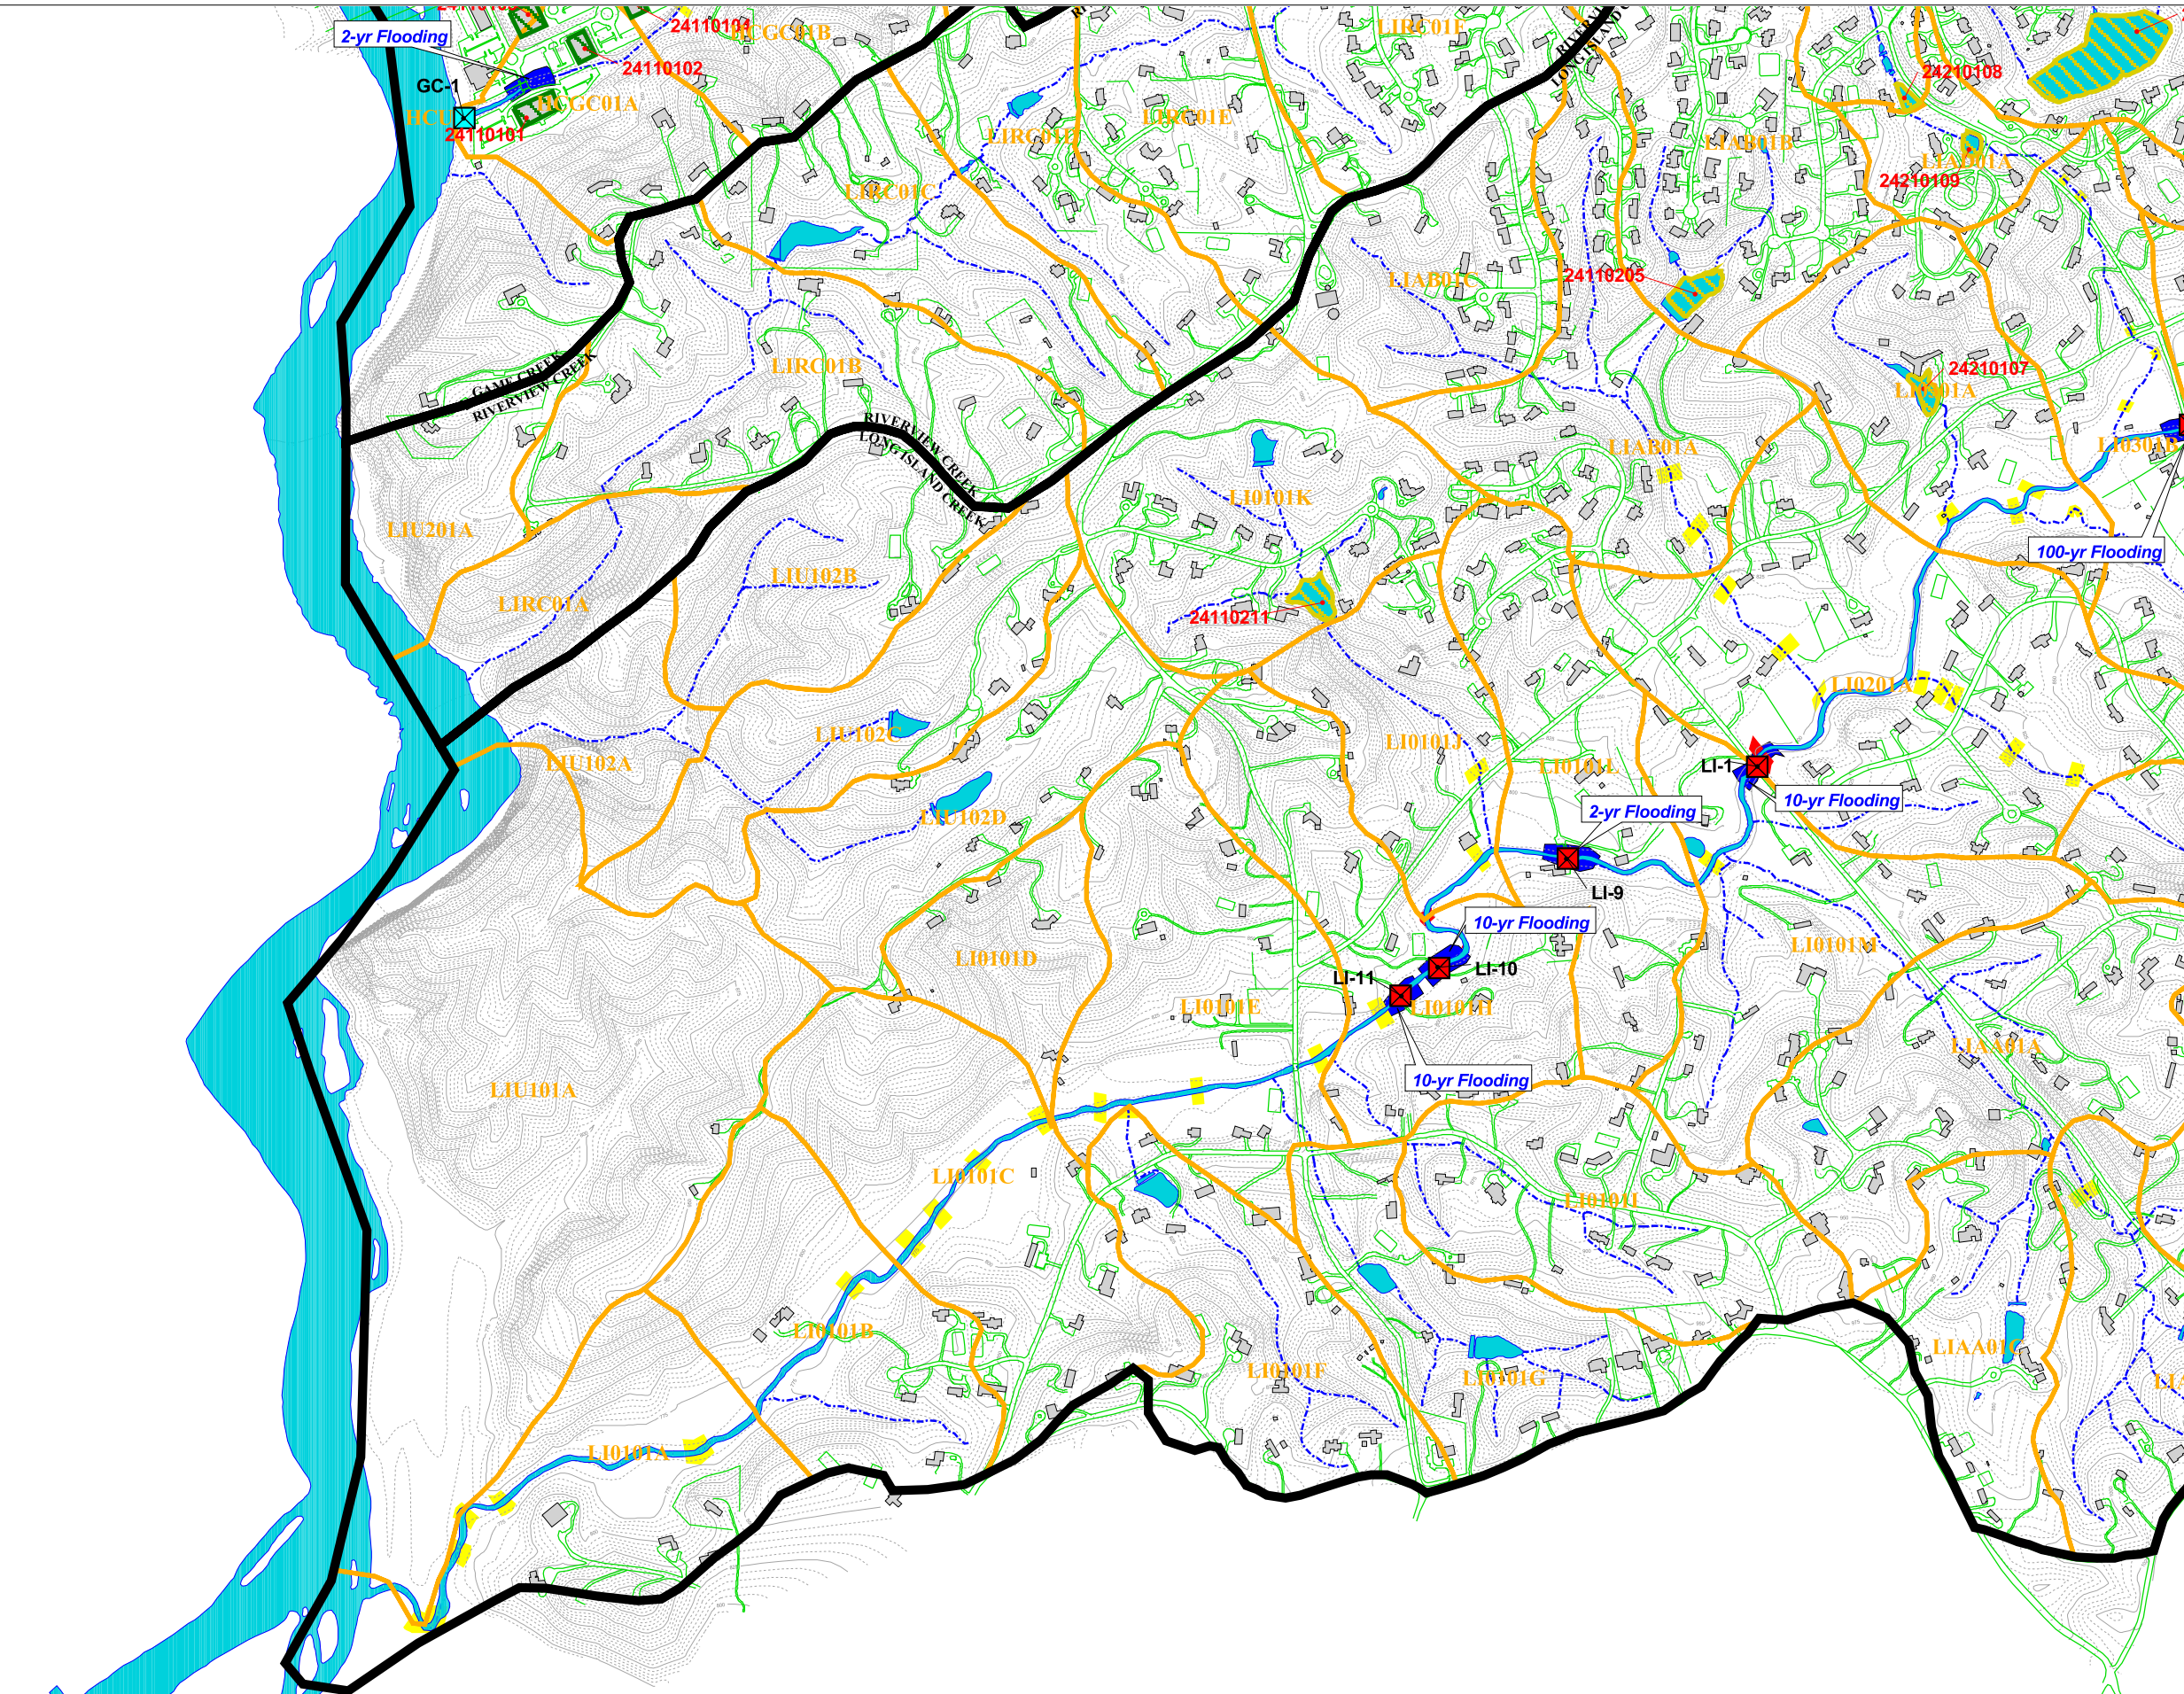 24110104
HCGC01B
LIRC01F
2-yr Flooding
24110102
24210108
GC-1
HCGC01A
24110101
LIRC01E
LIAB01B
LIAD01A
24210109
LIRC01C
LIAB01C
24110205
GAME CREEK
RIVERVIEW CREEK
LIRC01B
24210107
RIVERVIEW CREEK
LONG ISLAND CREEK
LIAB01A
LI0301B
LI0101K
LIU201A
100-yr Flooding
LIU102B
LIRC01A
24110211
LI0201A
LIU102C
LI0101J
LIU102A
LI0101L
LI-1
10-yr Flooding
2-yr Flooding
LIU102D
LI-9
10-yr Flooding
LI0101M
LI0101D
LI-10
LI-11
LI0101E
LI0101H
LIAA01A
10-yr Flooding
LIU101A
LI0101C
LI0101I
LI0101B
LIAA01C
LI0101F
LI0101G
LI0101A